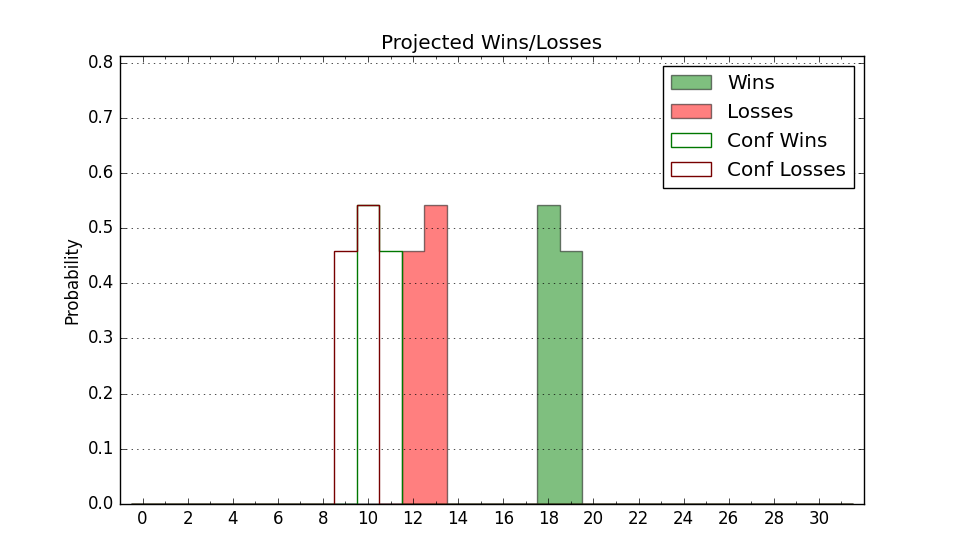 Projected Wins/Losses
Probability
0.8
0.7
0.6
0.5
0.4
0.3
0.2
0.1
0.0
0 2 4 6 8 10 12 14 16 18 20 22 24 26 28 30
Wins
Losses
Conf Wins
Conf Losses